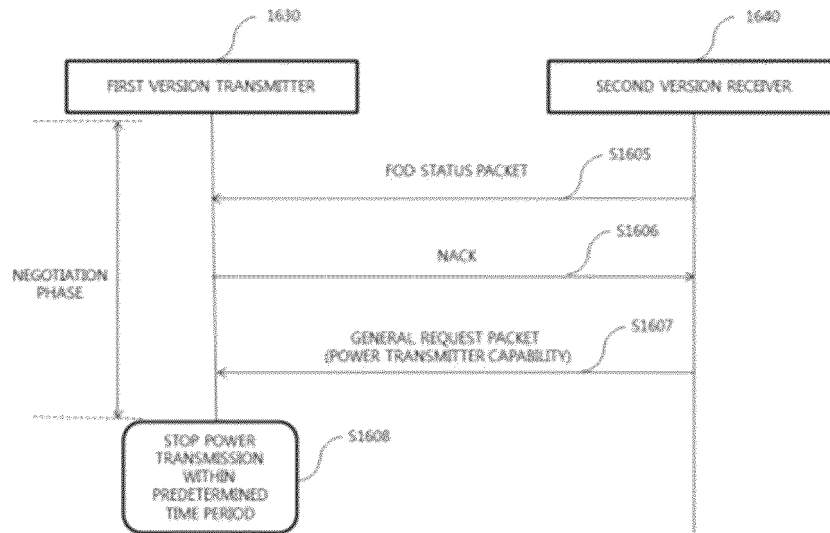 1630
1640
FIRST VERSION TRANSMITTER
SECOND VERSION RECEIVER
S1605
FOD STATUS PACKET
S1606
NACK
NEGOTIATION
PHASE
S1607
GENERAL REQUEST PACKET
(POWER TRANSMITTER CAPABILITY)
S1608
STOP POWER
TRANSMISSION
WITHIN
PREDETERMINED
TIME PERIOD